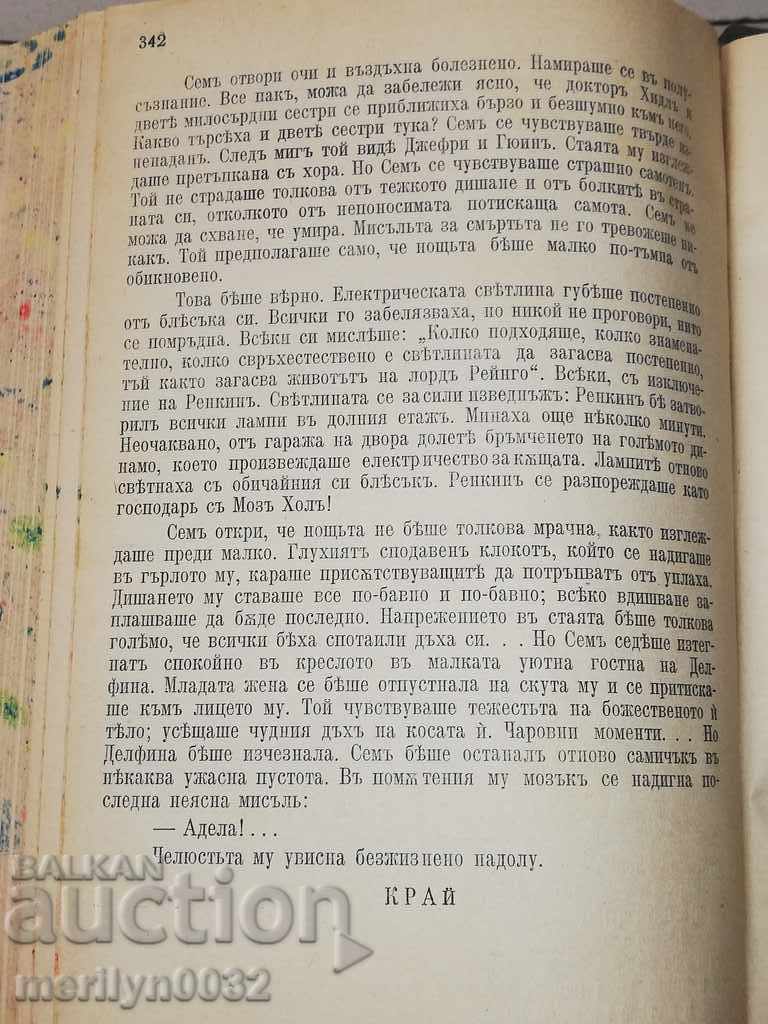 342
Семъ отвори очи и въздъхна болезнено. Намираше се въ полу-
съзнание. Все пакъ, можа да забележи ясно, че докторъ Хидлъ и
дветѣ милосърдни сестри се приближиха бързо и безшумно къмъ него.
Какво търсѣха и дветѣ сестри тука? Семъ се чувствуваше твърде из-
ненаданъ. Следъ мигъ той видѣ Джефри и Гюинъ. Стаята му изглеж-
даше претъпкана съ хора. Но Семъ се чувствуваше страшно самотенъ.
Той не страдаше толкова отъ тежкото дишане и отъ болкитѣ въ стра-
ната си, отколкото отъ непоносимата потискаща самота. Семъ не
можа да схване, че умира. Мисъльта за смъртьта не го тревожеше ни-
какъ. Той предполагаше само, че нощьта бѣше малко по-тъмна отъ
обикновено.
Това бѣше вѣрно. Електрическата свѣтлина губѣше постепенно
отъ блѣсъка си. Всички го забелязваха, но никой не проговори, нито
се помръдна. Всѣки си мислѣше: „Колко подходяще, колко знамена-
телно, колко свръхестествено е свѣтлината да загасва постепенно,
тъй както загасва животътъ на лордъ Рейнго“. Всѣки, съ изключе-
ние на Ренкинъ. Свѣтлината се засили изведнъжъ: Ренкинъ бѣ затво-
рилъ всички лампи въ долния етажъ. Минаха още нѣколко минути.
Неочаквано, отъ гаража на двора долетѣ бръмченето на голѣмото ди-
намо, което произвеждаше електричество за кѫщата. Лампитѣ отново
свѣтнаха съ обичайния си блѣсъкъ. Ренкинъ се разпореждаше като
господарь съ Мозъ Холъ!
Семъ откри, че нощьта не бѣше толкова мрачна, както изглеж-
даше преди малко. Глухиятъ сподавенъ клокотъ, който се надигаше
въ гърлото му, караше присѫтствуващитѣ да потръпватъ отъ уплаха.
Дишането му ставаше все по-бавно и по-бавно; всѣко вдишване за-
плашваше да бѫде последно. Напрежението въ стаята бѣше толкова
голѣмо, че всички бѣха спотаили дъха си. . . Но Семъ седѣше изтег-
натъ спокойно въ креслото въ малката уютна гостна на Дел-
фина. Младата жена се бѣше отпустнала на скута му и се притиска-
ше къмъ лицето му. Той чувствуваше тежестьта на божественото ѝ
тѣло; усѣщаше чудния дъхъ на косата ѝ. Чаровни моменти. . . Но
Делфина бѣше изчезнала. Семъ бѣше останалъ отново самичъкъ въ
нѣкаква ужасна пустота. Въ помѫтения му мозъкъ се надигна по-
следна неясна мисъль:
— Адела! . . .
Челюстьта му увисна безжизнено надолу.
КРАЙ
BALKAN
auction
merilyn0032